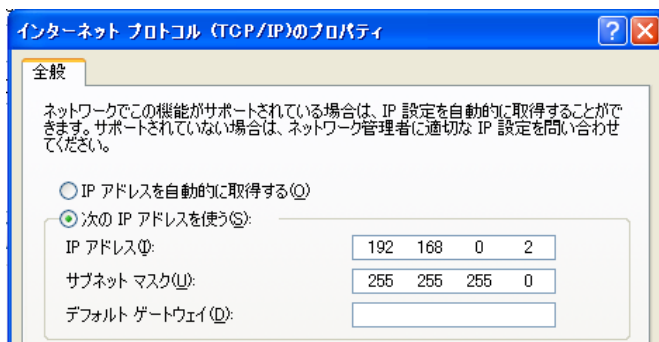 インターネット プロトコル (TCP/IP)のプロパティ
全般
ネットワークでこの機能がサポートされている場合は、IP 設定を自動的に取得することがで
きます。サポートされていない場合は、ネットワーク管理者に適切な IP 設定を問い合わせ
てください。
IP アドレスを自動的に取得する(O)
次の IP アドレスを使う(S):
IP アドレス(I): 192 168 0 2
サブネット マスク(U): 255 255 255 0
デフォルト ゲートウェイ(D):